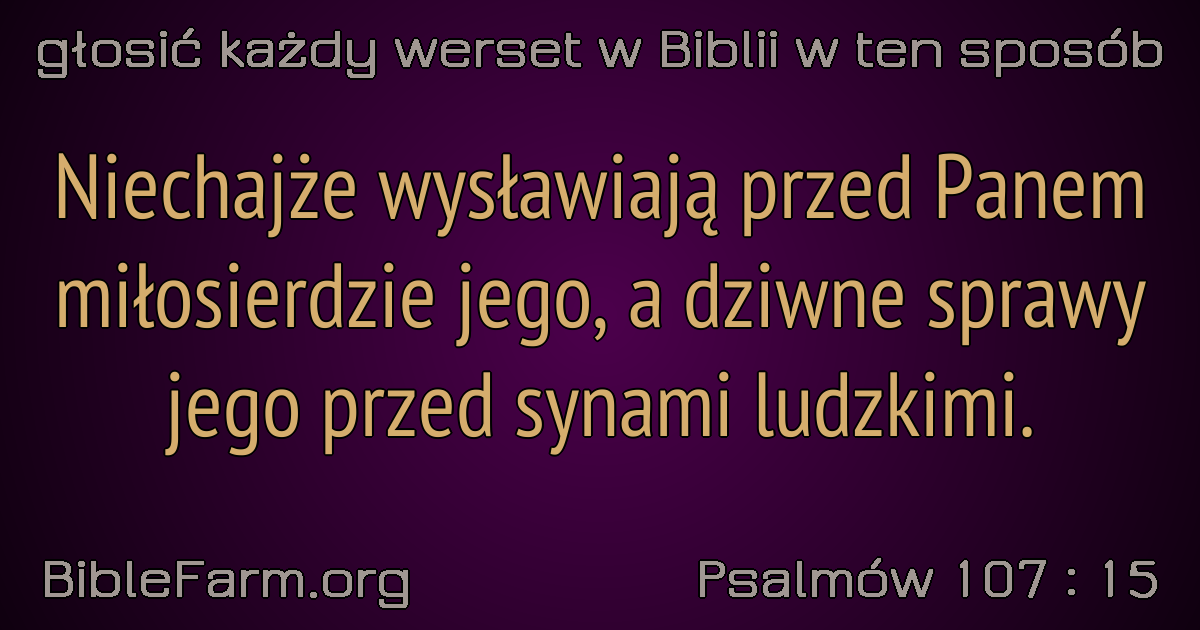 głosić każdy werset w Biblii w ten sposób
Niechajże wysławiają przed Panem
miłosierdzie jego, a dziwne sprawy
jego przed synami ludzkimi.
BibleFarm.org
Psalmów 107 : 15